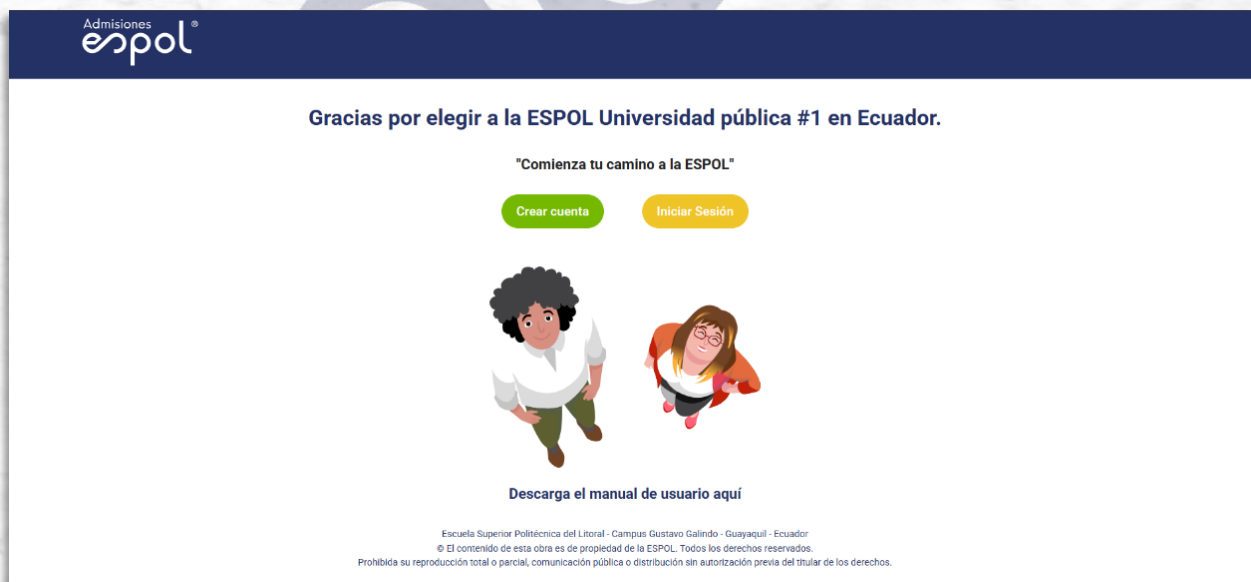 Admisiones
espol®
Gracias por elegir a la ESPOL Universidad pública #1 en Ecuador.
"Comienza tu camino a la ESPOL"
Crear cuenta Iniciar Sesión
Descarga el manual de usuario aquí
Escuela Superior Politécnica del Litoral - Campus Gustavo Galindo - Guayaquil - Ecuador
© El contenido de esta obra es de propiedad de la ESPOL. Todos los derechos reservados.
Prohibida su reproducción total o parcial, comunicación pública o distribución sin autorización previa del titular de los derechos.